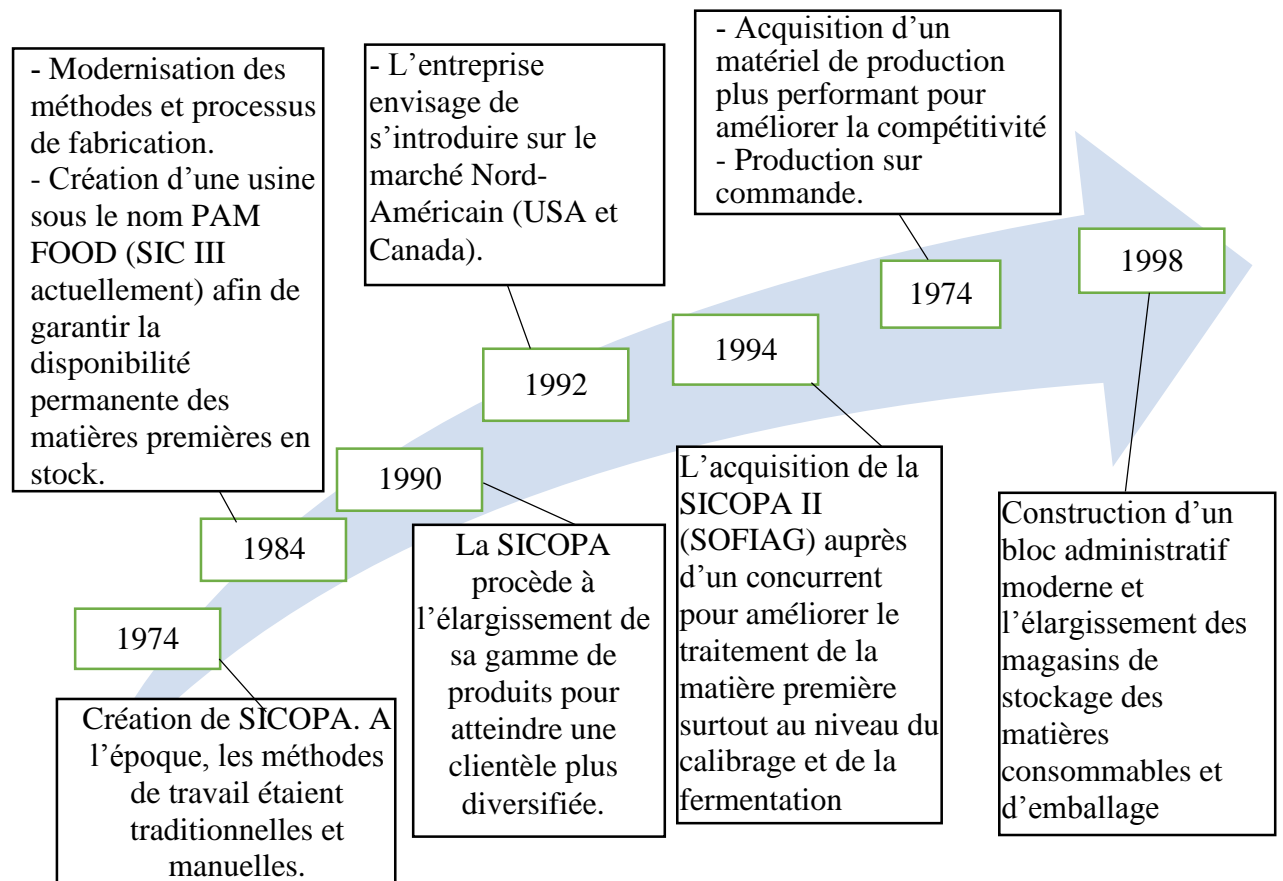 - Modernisation des
méthodes et processus
de fabrication.
- Création d’une usine
sous le nom PAM
FOOD (SIC III
actuellement) afin de
garantir la
disponibilité
permanente des
matières premières en
stock.
- L’entreprise
envisage de
s’introduire sur le
marché Nord-
Américain (USA et
Canada).
- Acquisition d’un
matériel de production
plus performant pour
améliorer la compétitivité
- Production sur
commande.
1974
1984
1990
1992
1994
1974
1998
Création de SICOPA. A
l’époque, les méthodes
de travail étaient
traditionnelles et
manuelles.
La SICOPA
procède à
l’élargissement de
sa gamme de
produits pour
atteindre une
clientèle plus
diversifiée.
L’acquisition de la
SICOPA II
(SOFIAG) auprès
d’un concurrent
pour améliorer le
traitement de la
matière première
surtout au niveau du
calibrage et de la
fermentation
Construction d’un
bloc administratif
moderne et
l’élargissement des
magasins de
stockage des
matières
consommables et
d’emballage